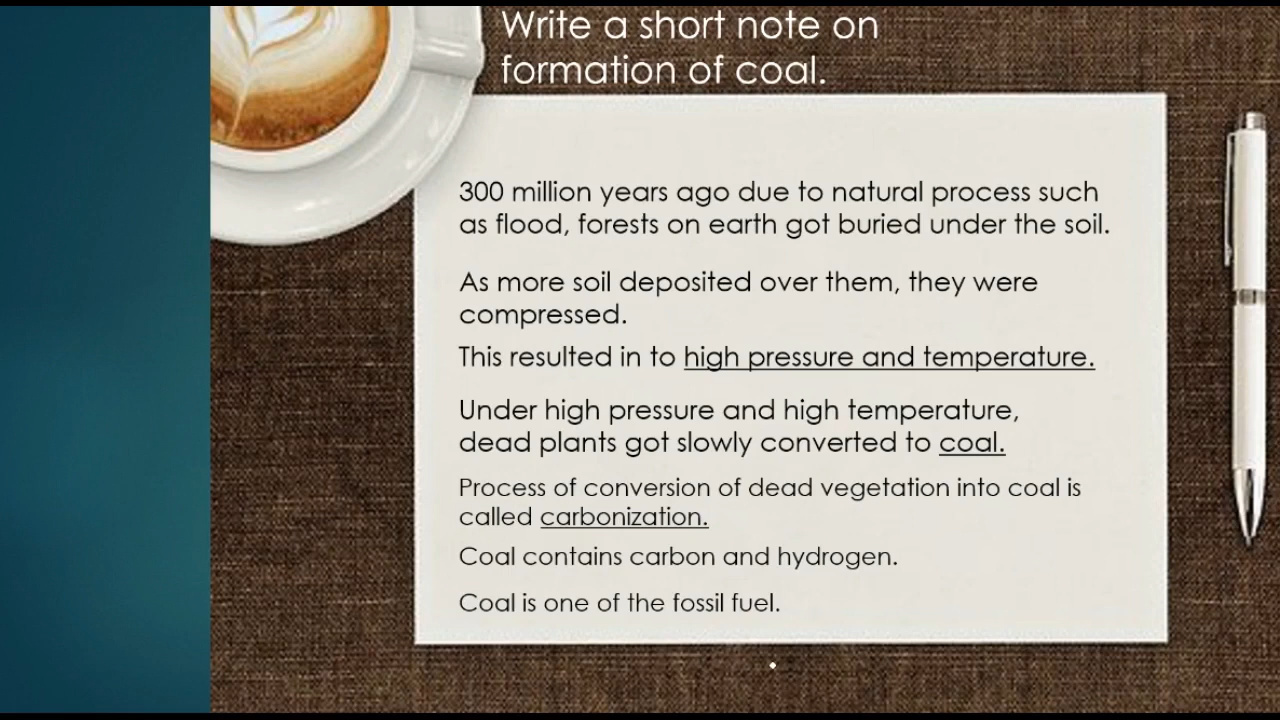 Write a short note on
formation of coal.
300 million years ago due to natural process such
as flood, forests on earth got buried under the soil.
As more soil deposited over them, they were
compressed.
This resulted in to high pressure and temperature.
Under high pressure and high temperature,
dead plants got slowly converted to coal.
Process of conversion of dead vegetation into coal is
called carbonization.
Coal contains carbon and hydrogen.
Coal is one of the fossil fuel.